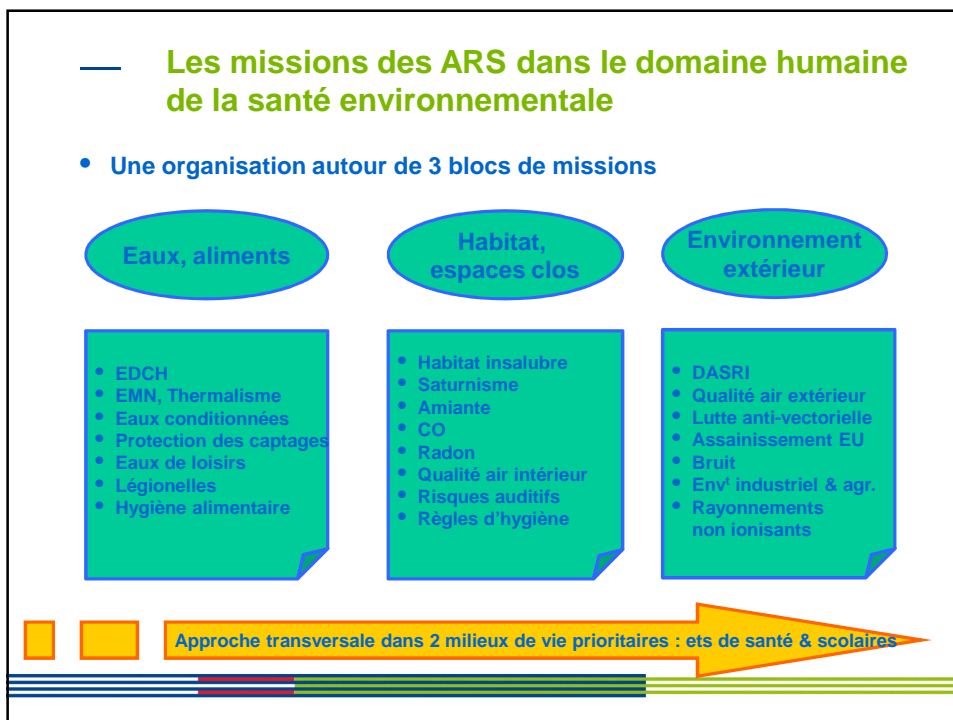 Les missions des ARS dans le domaine humaine
de la santé environnementale
• Une organisation autour de 3 blocs de missions
Eaux, aliments
Habitat,
espaces clos
Environnement
extérieur
• EDCH
• EMN, Thermalisme
• Eaux conditionnées
• Protection des captages
• Eaux de loisirs
• Légionelles
• Hygiène alimentaire
• Habitat insalubre
• Saturnisme
• Amiante
• CO
• Radon
• Qualité air intérieur
• Risques auditifs
• Règles d'hygiène
• DASRI
• Qualité air extérieur
• Lutte anti-vectorielle
• Assainissement EU
• Bruit
• Envᵗ industriel & agr.
• Rayonnements
non ionisants
Approche transversale dans 2 milieux de vie prioritaires : ets de santé & scolaires